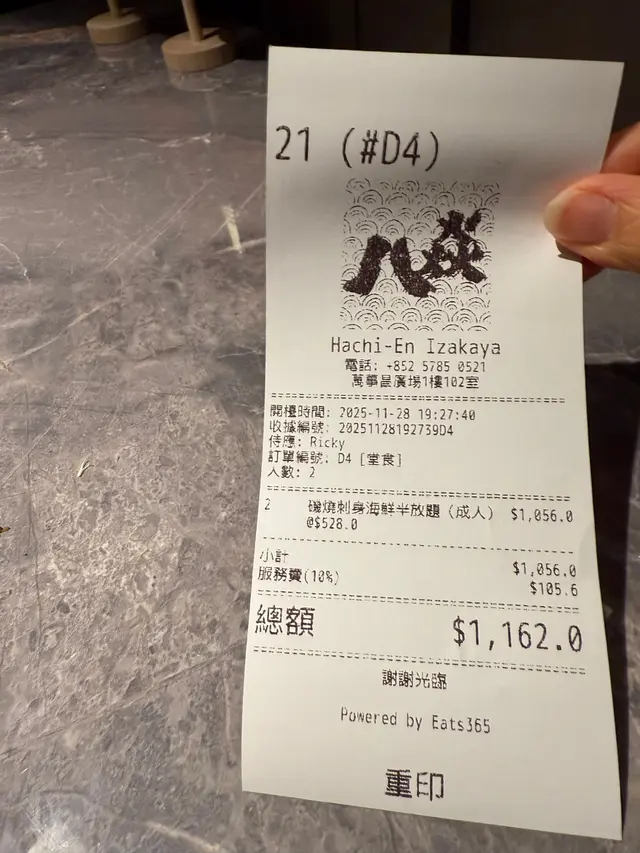 21 (#D4)
八炎
Hachi-En Izakaya
電話: +852 5785 0521
萬事昌廣場1樓102室
開檯時間: 2025-11-28 19:27:40
收據編號: 20251128192739D4
侍應: Ricky
訂單編號: D4 [堂食]
人數: 2
2 磯燒刺身海鮮半放題 (成人) $1,056.0
@$528.0
小計 $1,056.0
服務費(10%) $105.6
總額 $1,162.0
謝謝光臨
Powered by Eats365
重印